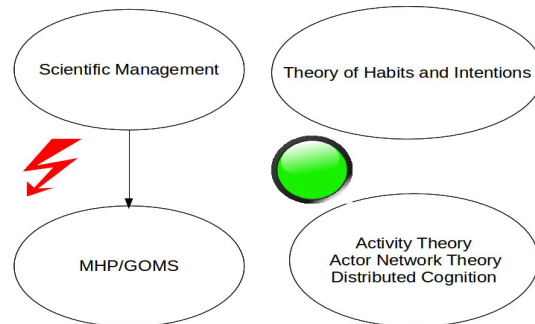 Scientific Management
Theory of Habits and Intentions
MHP/GOMS
Activity Theory
Actor Network Theory
Distributed Cognition